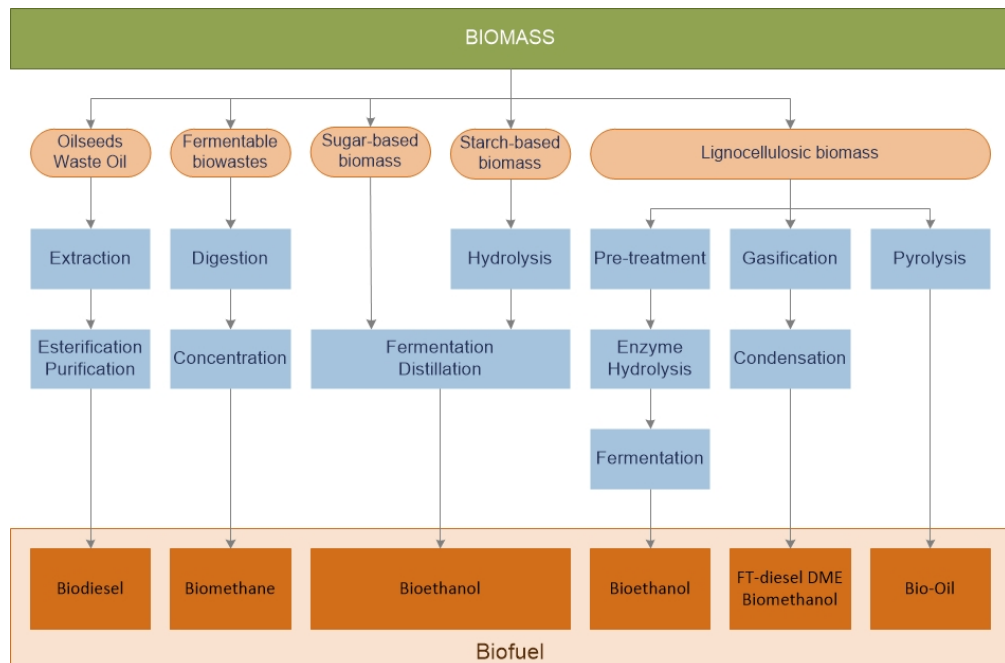 BIOMASS
Oilseeds
Waste Oil
Fermentable
biowastes
Sugar-based
biomass
Starch-based
biomass
Lignocellulosic biomass
Extraction
Digestion
Hydrolysis
Pre-treatment
Gasification
Pyrolysis
Esterification
Purification
Concentration
Fermentation
Distillation
Enzyme
Hydrolysis
Condensation
Fermentation
Biodiesel
Biomethane
Bioethanol
Bioethanol
FT-diesel DME
Biomethanol
Bio-Oil
Biofuel